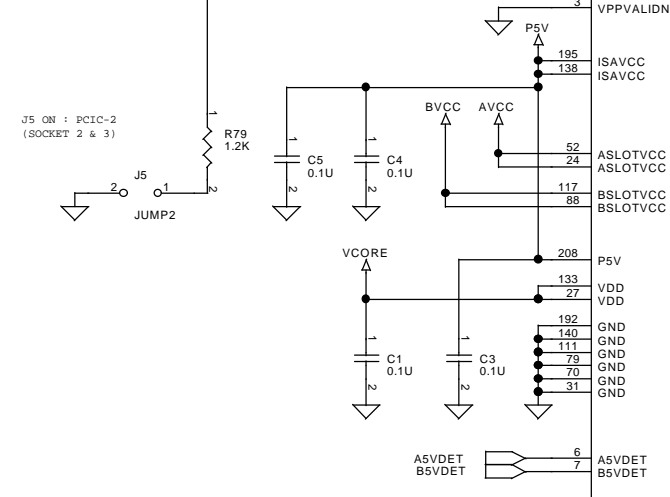 3 VPPVALIDN
P5V
195 ISAVCC
138 ISAVCC
J5 ON : PCIC-2
(SOCKET 2 & 3)
1
R79
1.2K
2
J5
2 1
JUMP2
1
C5
0.1U
2
1
C4
0.1U
2
BVCC AVCC
52 ASLOTVCC
24 ASLOTVCC
117 BSLOTVCC
88 BSLOTVCC
VCORE
208 P5V
133 VDD
27 VDD
1
C1
0.1U
2
1
C3
0.1U
2
192 GND
140 GND
111 GND
79 GND
70 GND
31 GND
A5VDET 6 A5VDET
B5VDET 7 B5VDET